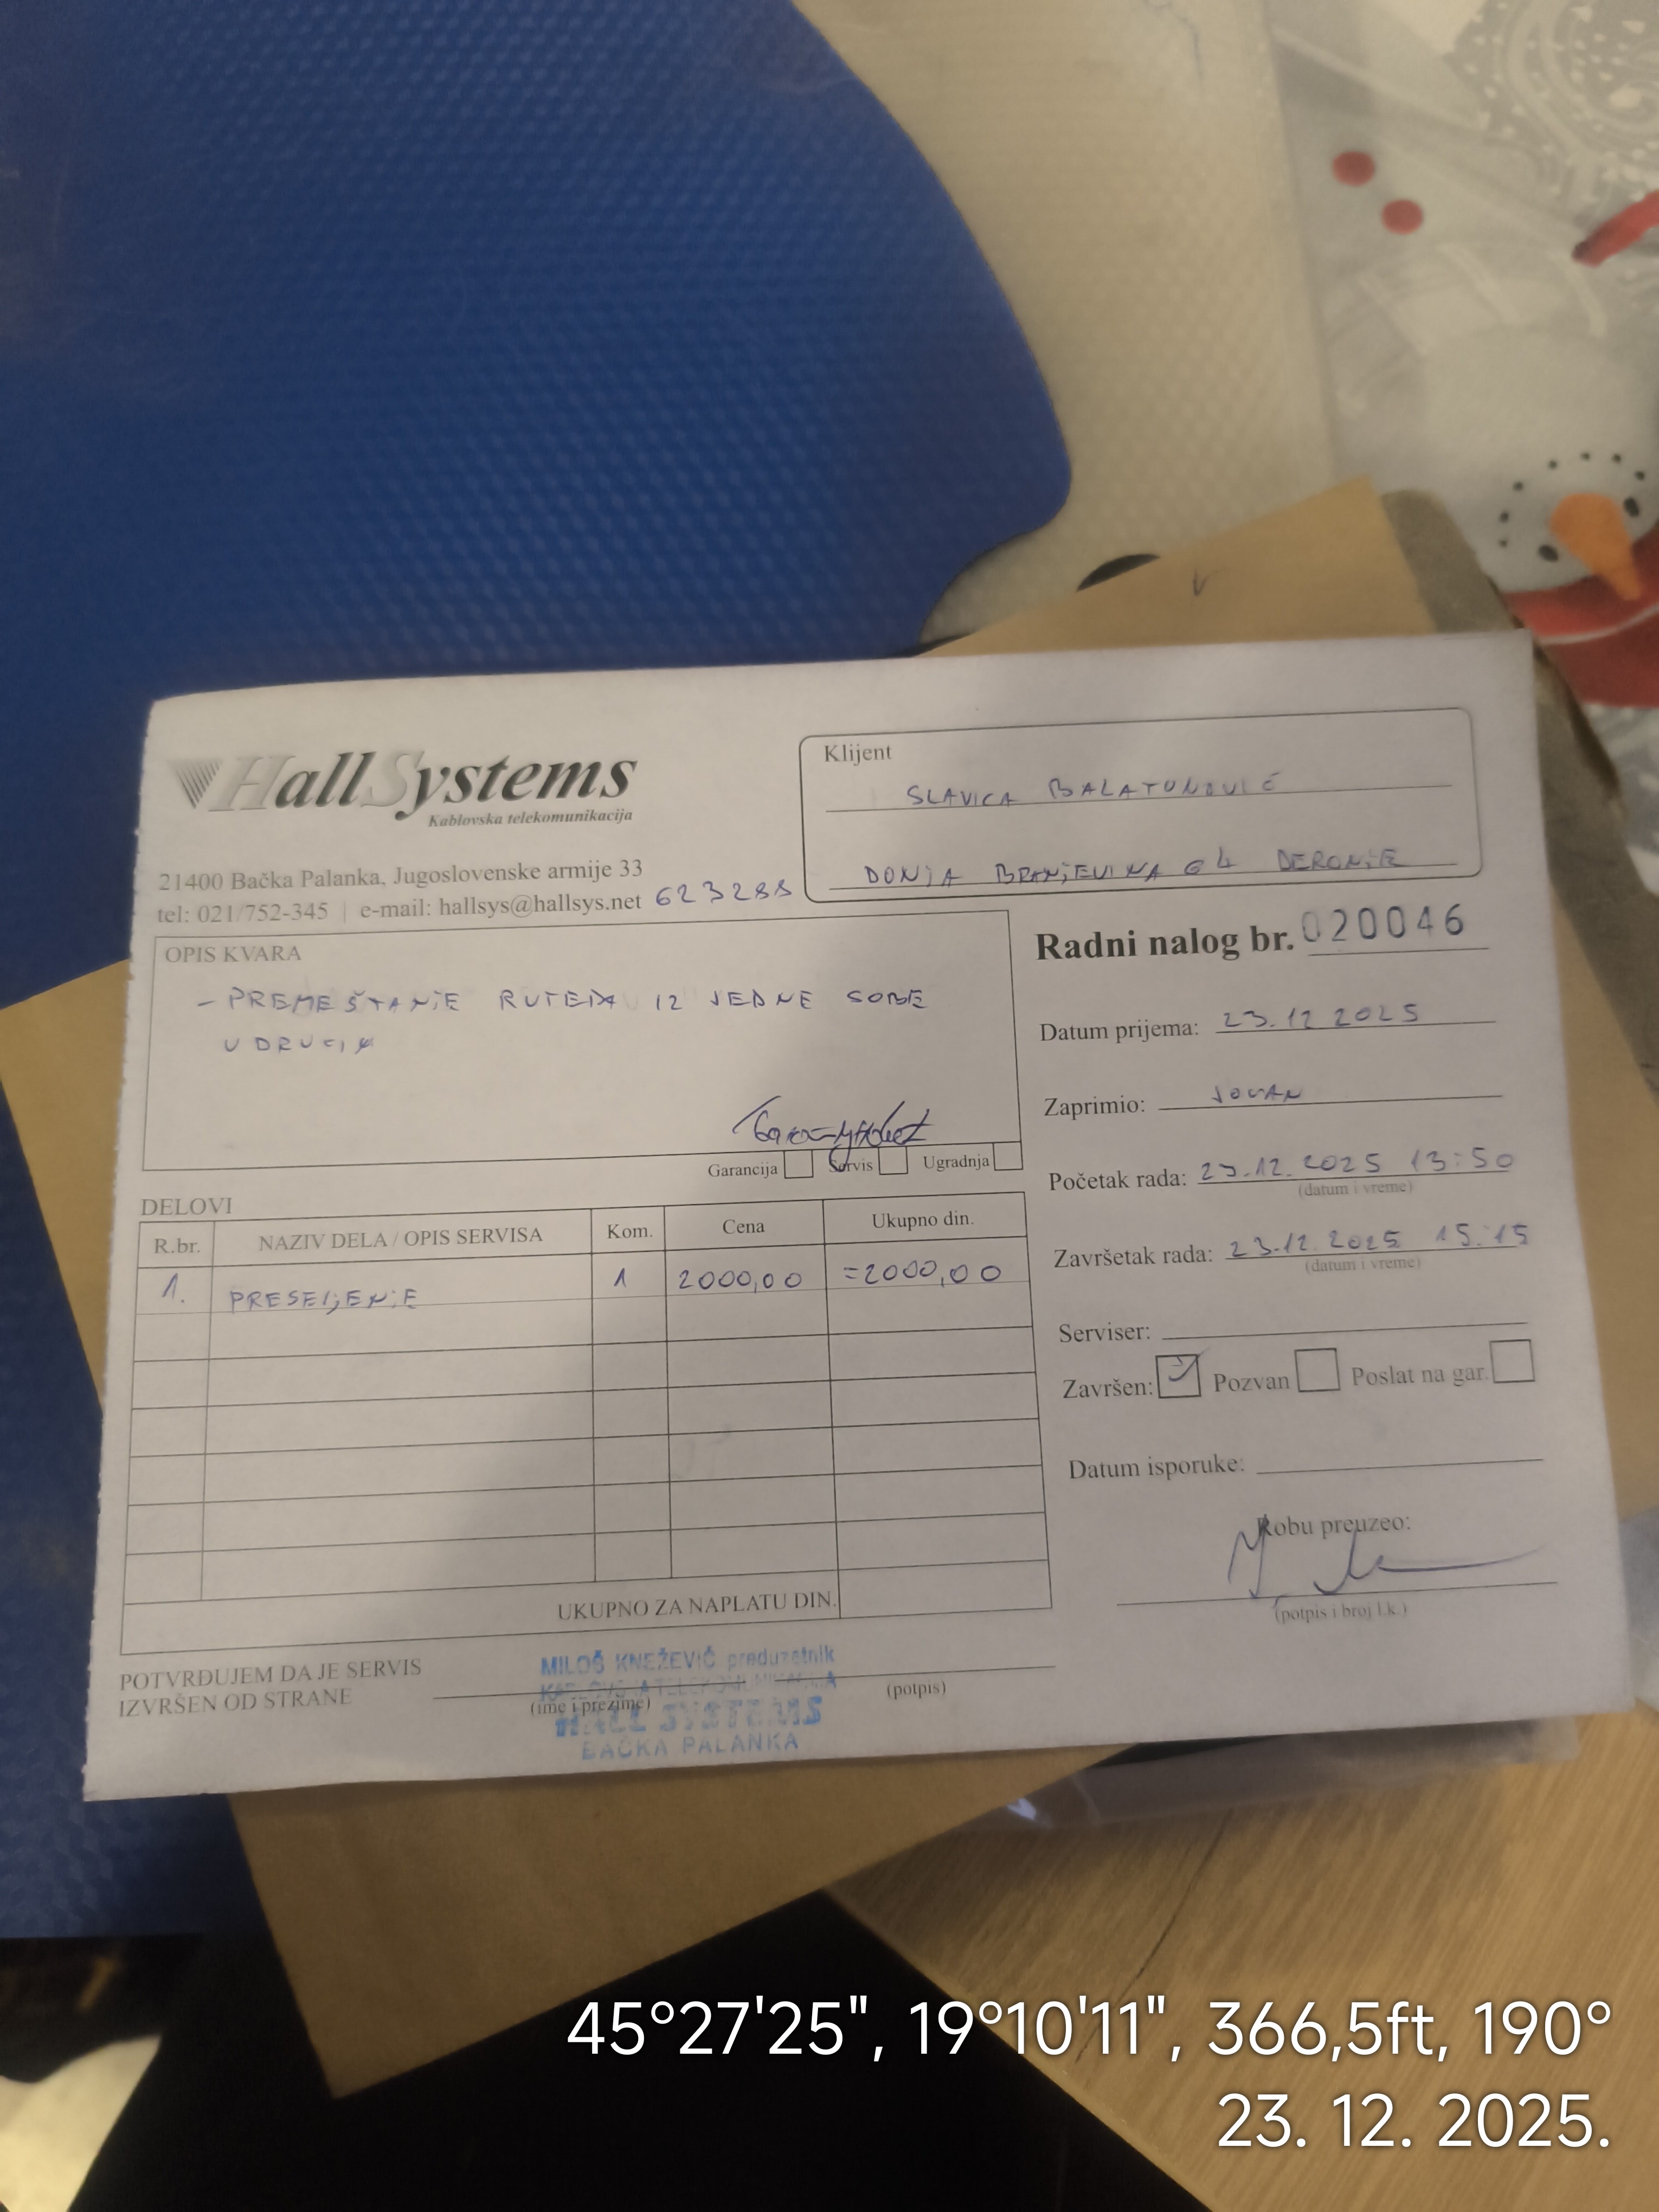 HallSystems
Kablovska telekomunikacija
21400 Bačka Palanka, Jugoslovenske armije 33
tel: 021/752-345 | e-mail: hallsys@hallsys.net 623288
Klijent
SLAVICA BALATUNOVIĆ
DONJA BRANJEVINA 64 DERONJE
OPIS KVARA
- PREMEŠTANJE RUTERA IZ JEDNE SOBE
U DRUGU
Garancija Servis Ugradnja
Radni nalog br. 020046
Datum prijema: 23.12 2025
Zaprimio: JOVAN
Početak rada: 23.12. 2025 13:50
(datum i vreme)
Završetak rada: 23.12. 2025 15:15
(datum i vreme)
Serviser:
Završen: Pozvan Poslat na gar.
Datum isporuke:
Robu preuzeo:
(potpis i broj l.k.)
DELOVI
R.br. NAZIV DELA / OPIS SERVISA Kom. Cena Ukupno din.
1. PRESELJENJE 1 2000,00 =2000,00
UKUPNO ZA NAPLATU DIN.
POTVRĐUJEM DA JE SERVIS
IZVRŠEN OD STRANE
(ime i prezime)
(potpis)
MILOŠ KNEŽEVIĆ preduzetnik
KABLOVSKA TELEKOMUNIKACIJA
HALL SYSTEMS
BAČKA PALANKA
45°27'25", 19°10'11", 366,5ft, 190°
23. 12. 2025.